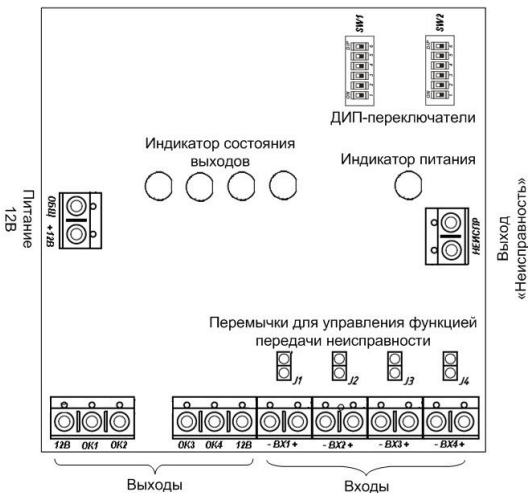 SW1
SW2
ДИП-переключатели
Индикатор состояния
выходов
Индикатор питания
Питание
12В
ОБЩ +12В
НЕИСПР
Выход
«Неисправность»
Перемычки для управления функцией
передачи неисправности
J1
J2
J3
J4
12В ОК1 ОК2
ОК3 ОК4 12В
- ВХ1 +
- ВХ2 +
- ВХ3 +
- ВХ4 +
Выходы
Входы